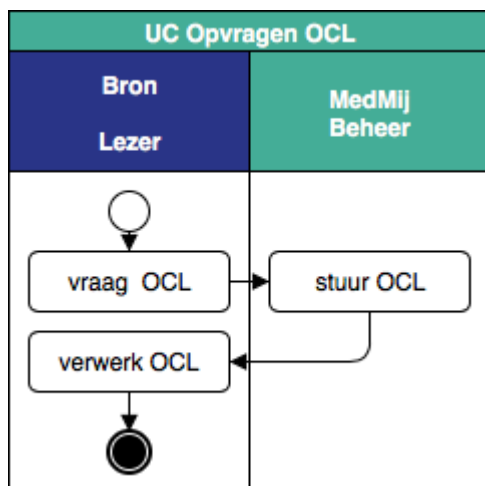 UC Opvragen OCL
Bron
Lezer
MedMij
Beheer
vraag OCL
stuur OCL
verwerk OCL